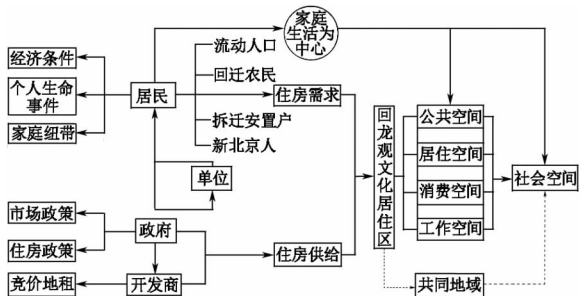 家庭
生活为
中心
流动人口
经济条件
回迁农民
个人生命
事件
居民
住房需求
公共空间
拆迁安置户
家庭纽带
新北京人
居住空间
回龙观文化居住区
单位
社会空间
消费空间
市场政策
政府
工作空间
住房政策
住房供给
竞价地租
开发商
共同地域